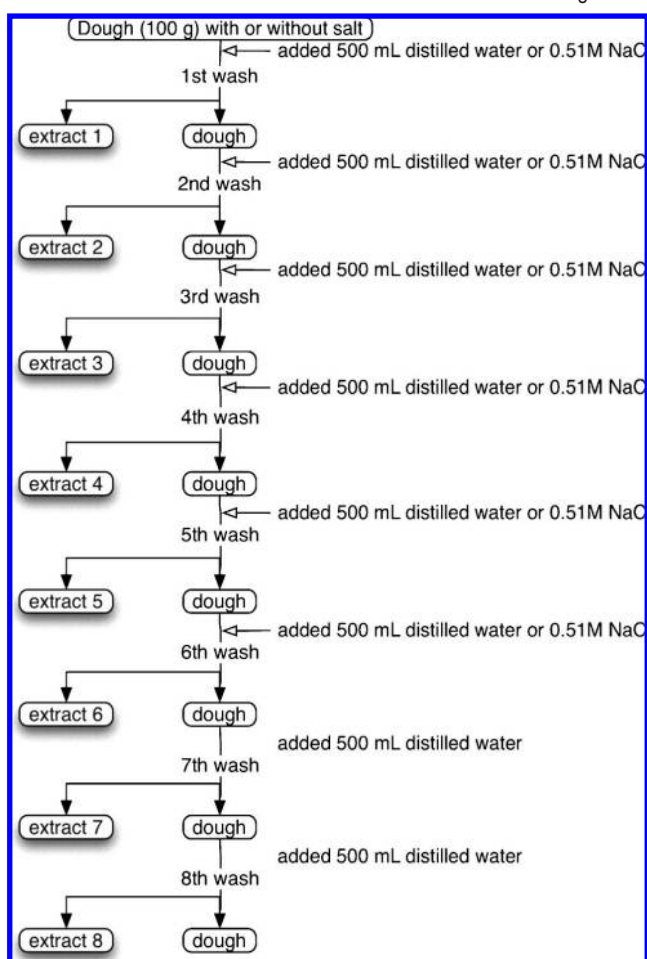 Dough (100 g) with or without salt
added 500 mL distilled water or 0.51M NaC
1st wash
extract 1 dough
added 500 mL distilled water or 0.51M NaC
2nd wash
extract 2 dough
added 500 mL distilled water or 0.51M NaC
3rd wash
extract 3 dough
added 500 mL distilled water or 0.51M NaC
4th wash
extract 4 dough
added 500 mL distilled water or 0.51M NaC
5th wash
extract 5 dough
added 500 mL distilled water or 0.51M NaC
6th wash
extract 6 dough
added 500 mL distilled water
7th wash
extract 7 dough
added 500 mL distilled water
8th wash
extract 8 dough